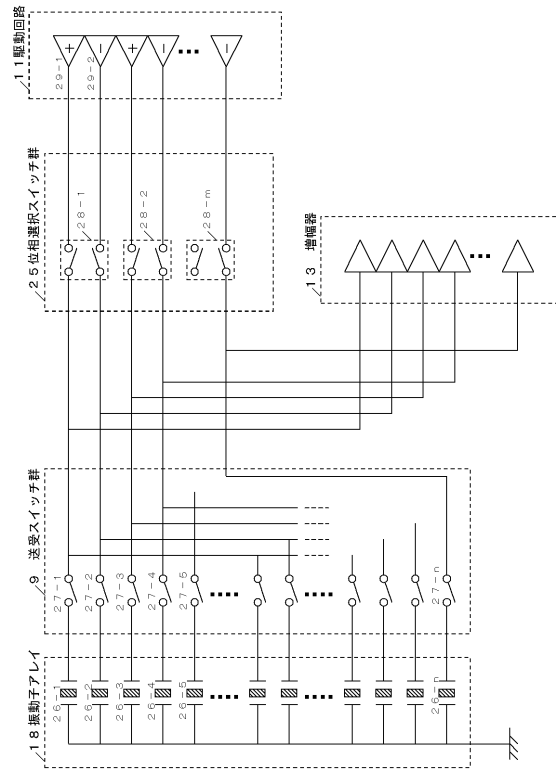 11駆動回路
29-1
29-2
+
−
+
−
−
25位相選択スイッチ群
28-1
28-2
28-m
13 増幅器
9 送受スイッチ群
27-1
27-2
27-3
27-4
27-5
27-n
18振動子アレイ
26-1
26-2
26-3
26-4
26-5
26-n